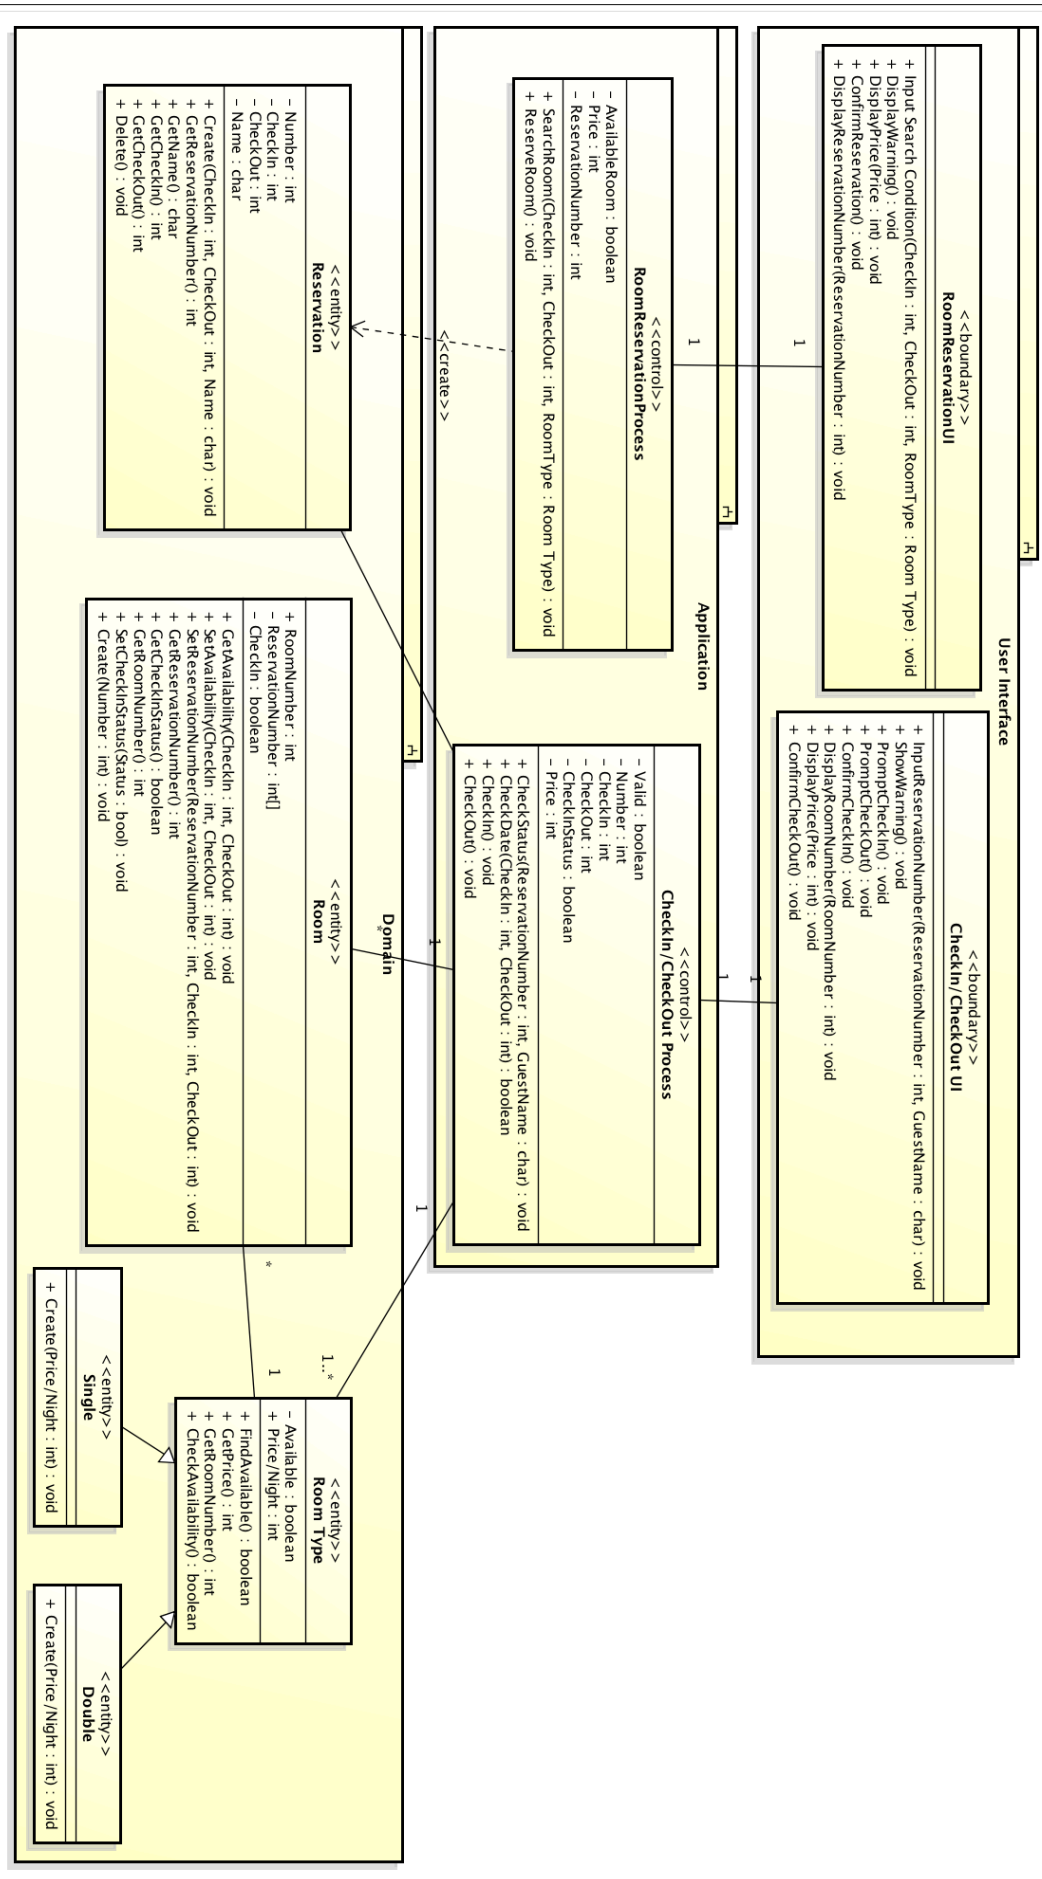 User Interface
<<boundary>>
RoomReservationUI
+ Input Search Condition(CheckIn : int, CheckOut : int, RoomType : Room Type) : void
+ DisplayWarning() : void
+ DisplayPrice(Price : int) : void
+ ConfirmReservation() : void
+ DisplayReservationNumber(ReservationNumber : int) : void
<<boundary>>
CheckIn/CheckOut UI
+ InputReservationNumber(ReservationNumber : int, GuestName : char) : void
+ ShowWarning() : void
+ PromptCheckIn() : void
+ PromptCheckOut() : void
+ ConfirmCheckIn() : void
+ DisplayRoomNumber(RoomNumber : int) : void
+ DisplayPrice(Price : int) : void
+ ConfirmCheckOut() : void
1
1
1
1
Application
<<control>>
RoomReservationProcess
- AvailableRoom : boolean
- Price : int
- ReservationNumber : int
+ SearchRoom(CheckIn : int, CheckOut : int, RoomType : Room Type) : void
+ ReserveRoom() : void
<<control>>
CheckIn/CheckOut Process
- Valid : boolean
- Number : int
- CheckIn : int
- CheckOut : int
- CheckInStatus : boolean
- Price : int
+ CheckStatus(ReservationNumber : int, GuestName : char) : void
+ CheckDate(CheckIn : int, CheckOut : int) : boolean
+ CheckIn() : void
+ CheckOut() : void
<<create>>
1
1
Domain
*
1..*
<<entity>>
Reservation
- Number : int
- CheckIn : int
- CheckOut : int
- Name : char
+ Create(CheckIn : int, CheckOut : int, Name : char) : void
+ GetReservationNumber() : int
+ GetName() : char
+ GetCheckIn() : int
+ GetCheckOut() : int
+ Delete() : void
<<entity>>
Room
+ RoomNumber : int
- ReservationNumber : int[]
- CheckIn : boolean
+ GetAvailability(CheckIn : int, CheckOut : int) : void
+ SetAvailability(CheckIn : int, CheckOut : int) : void
+ SetReservationNumber(ReservationNumber : int, CheckIn : int, CheckOut : int) : void
+ GetReservationNumber() : int
+ GetCheckInStatus() : boolean
+ GetRoomNumber() : int
+ SetCheckInStatus(Status : bool) : void
+ Create(Number : int) : void
*
1
<<entity>>
Room Type
- Available : boolean
+ Price/Night : int
+ FindAvailable() : boolean
+ GetPrice() : int
+ GetRoomNumber() : int
+ CheckAvailability() : boolean
<<entity>>
Single
+ Create(Price/Night : int) : void
<<entity>>
Double
+ Create(Price/Night : int) : void